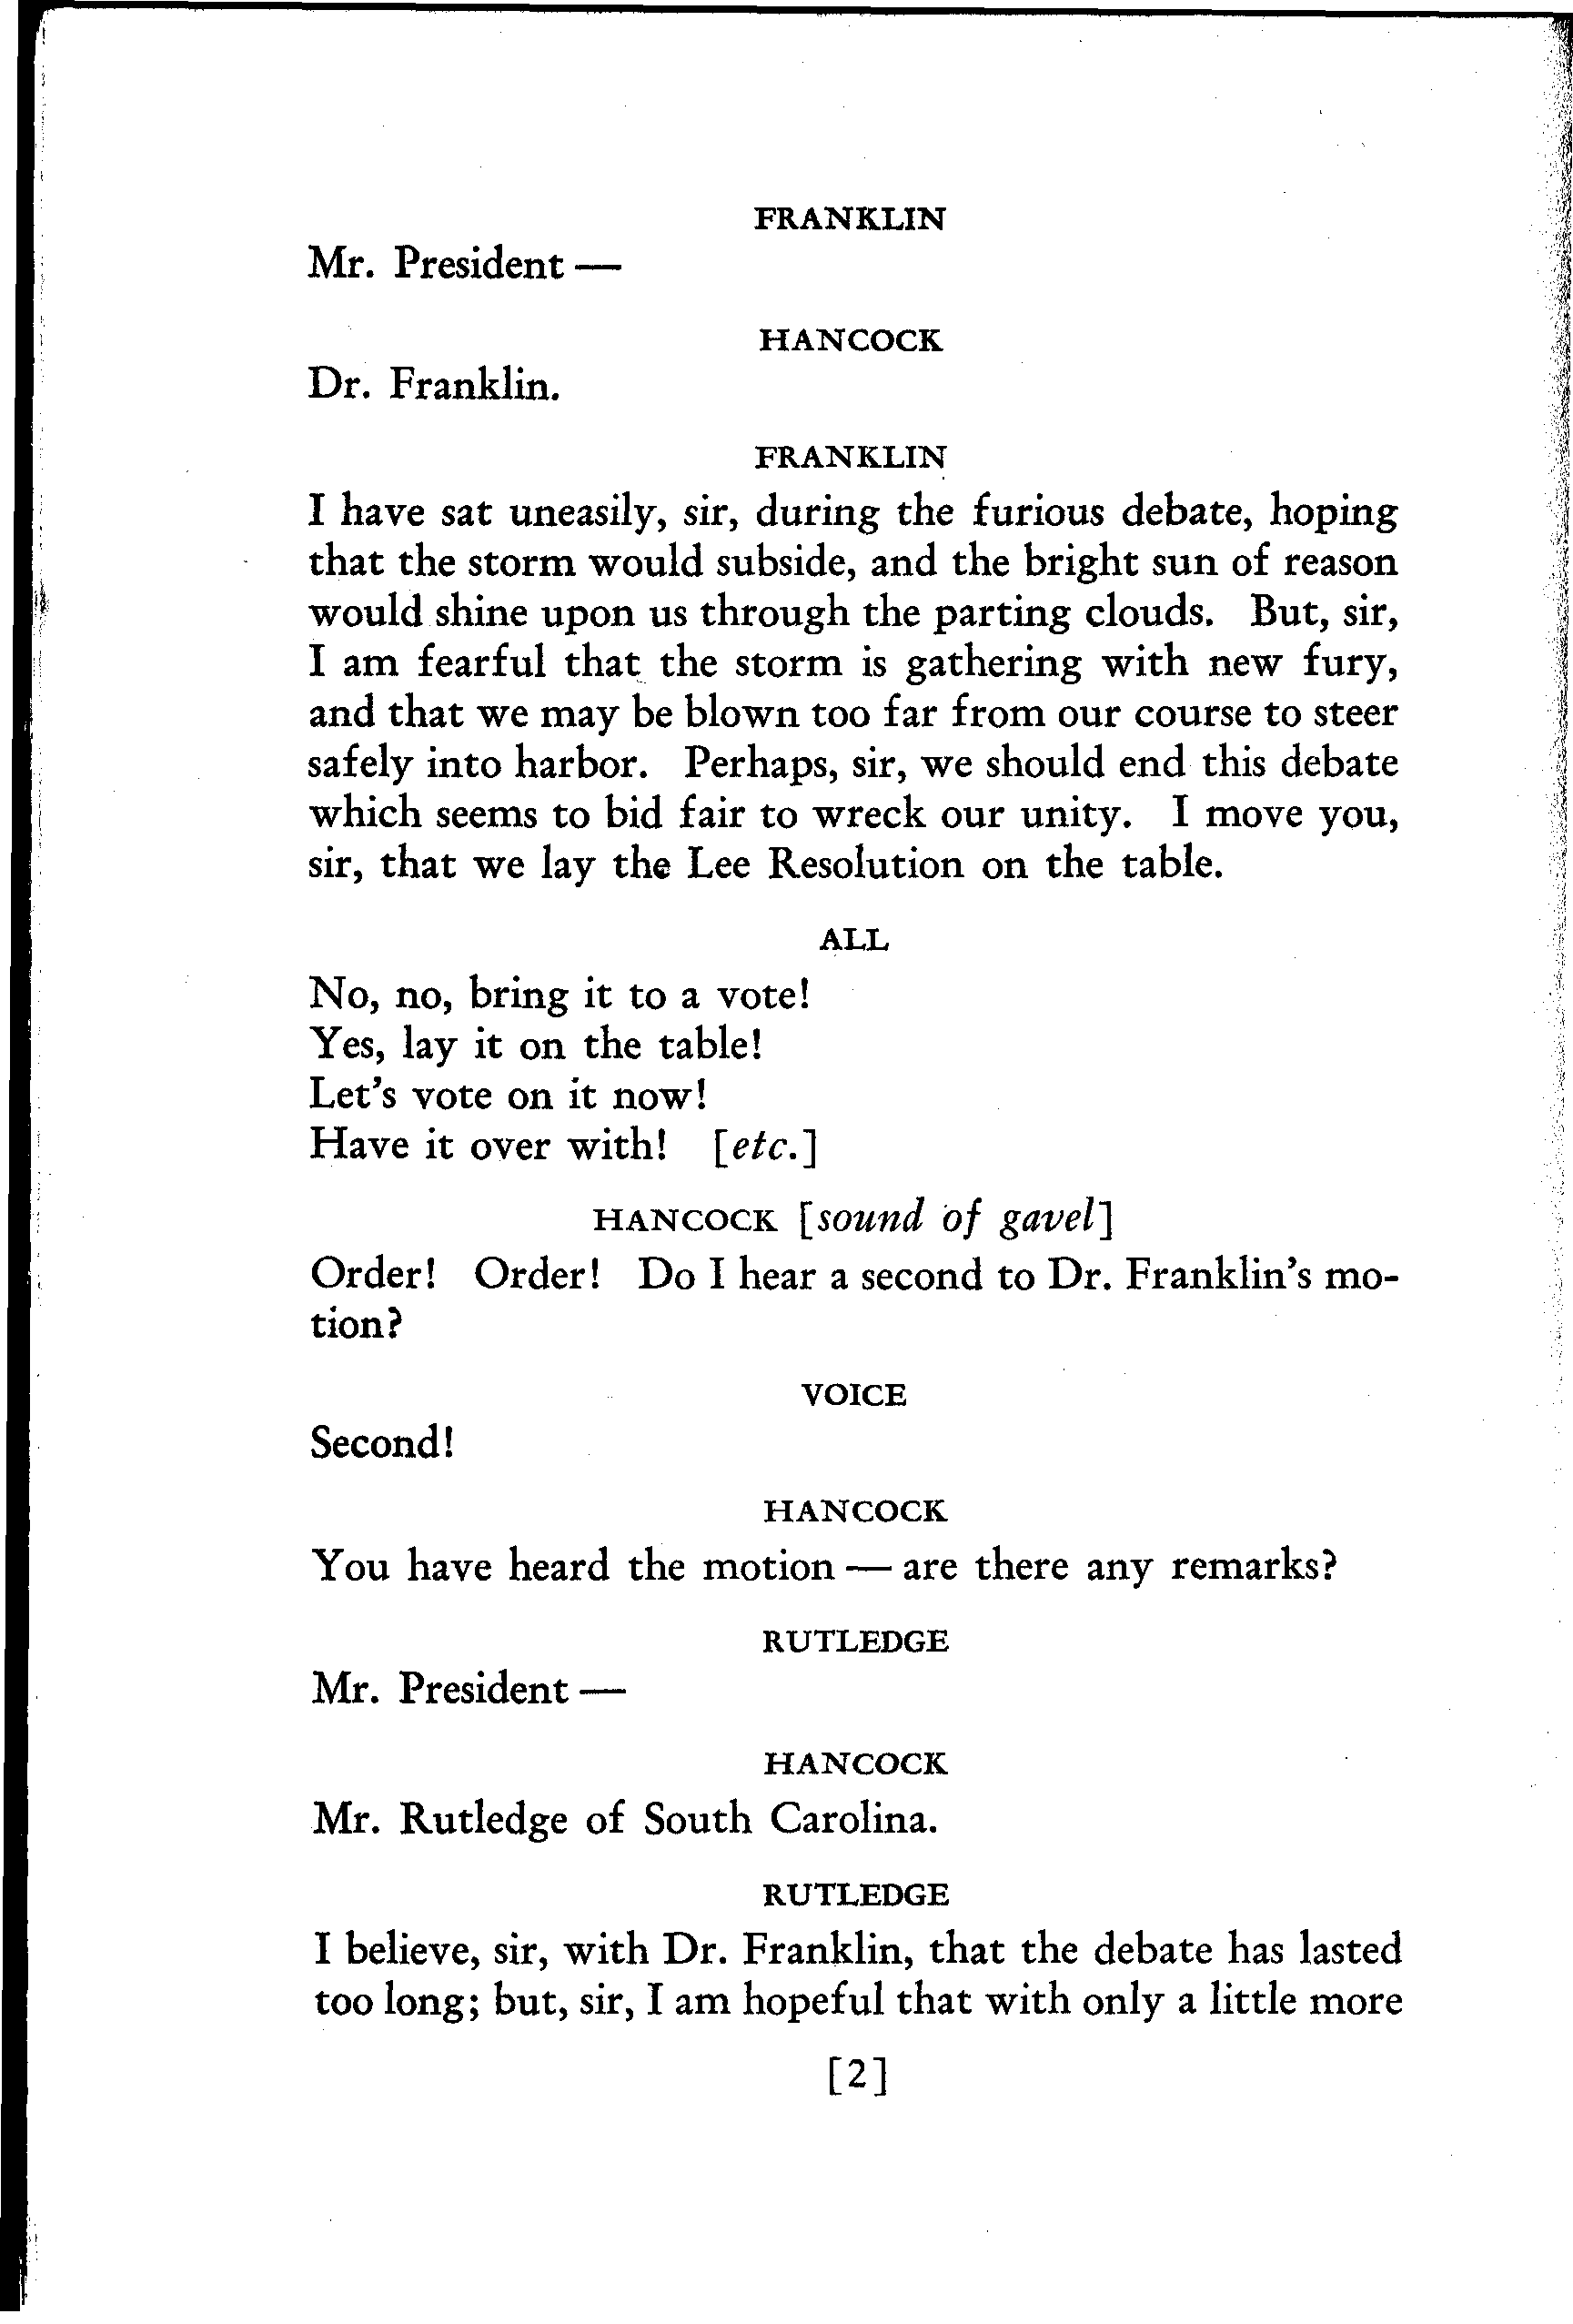 FRANKLIN
Mr. President —
HANCOCK
Dr. Franklin.
FRANKLIN
I have sat uneasily, sir, during the furious debate, hoping
that the storm would subside, and the bright sun of reason
would shine upon us through the parting clouds. But, sir,
I am fearful that the storm is gathering with new fury,
and that we may be blown too far from our course to steer
safely into harbor. Perhaps, sir, we should end this debate
which seems to bid fair to wreck our unity. I move you,
sir, that we lay the Lee Resolution on the table.
ALL
No, no, bring it to a vote!
Yes, lay it on the table!
Let's vote on it now!
Have it over with! [etc.]
HANCOCK [sound of gavel]
Order! Order! Do I hear a second to Dr. Franklin's mo-
tion?
VOICE
Second!
HANCOCK
You have heard the motion — are there any remarks?
RUTLEDGE
Mr. President —
HANCOCK
Mr. Rutledge of South Carolina.
RUTLEDGE
I believe, sir, with Dr. Franklin, that the debate has lasted
too long; but, sir, I am hopeful that with only a little more
[2]